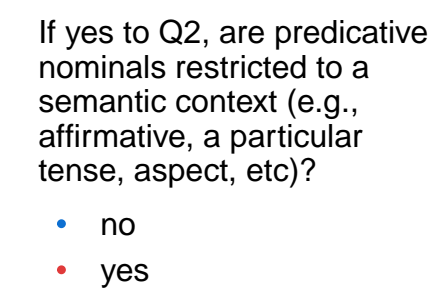 If yes to Q2, are predicative
nominals restricted to a
semantic context (e.g.,
affirmative, a particular
tense, aspect, etc)?
no
yes